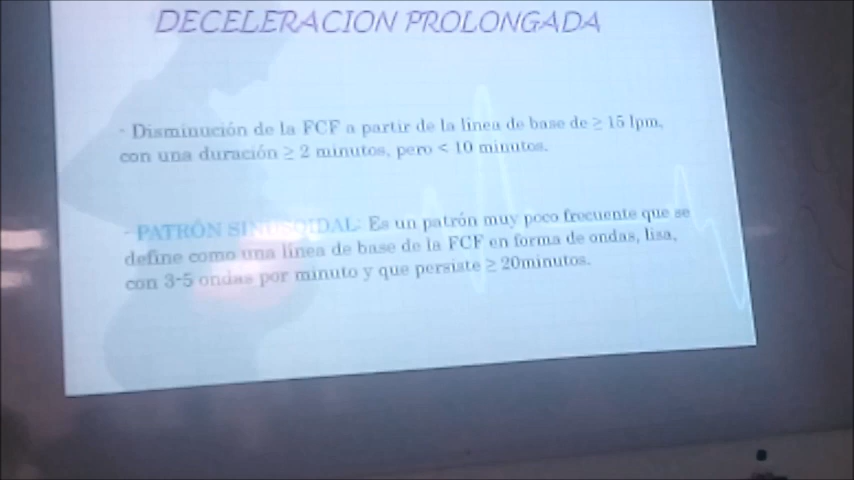 DECELERACION PROLONGADA
- Disminución de la FCF a partir de la línea de base de ≥ 15 lpm,
con una duración ≥ 2 minutos, pero < 10 minutos.
- PATRÓN SINUSOIDAL: Es un patrón muy poco frecuente que se
define como una línea de base de la FCF en forma de ondas, lisa,
con 3-5 ondas por minuto y que persiste ≥ 20minutos.